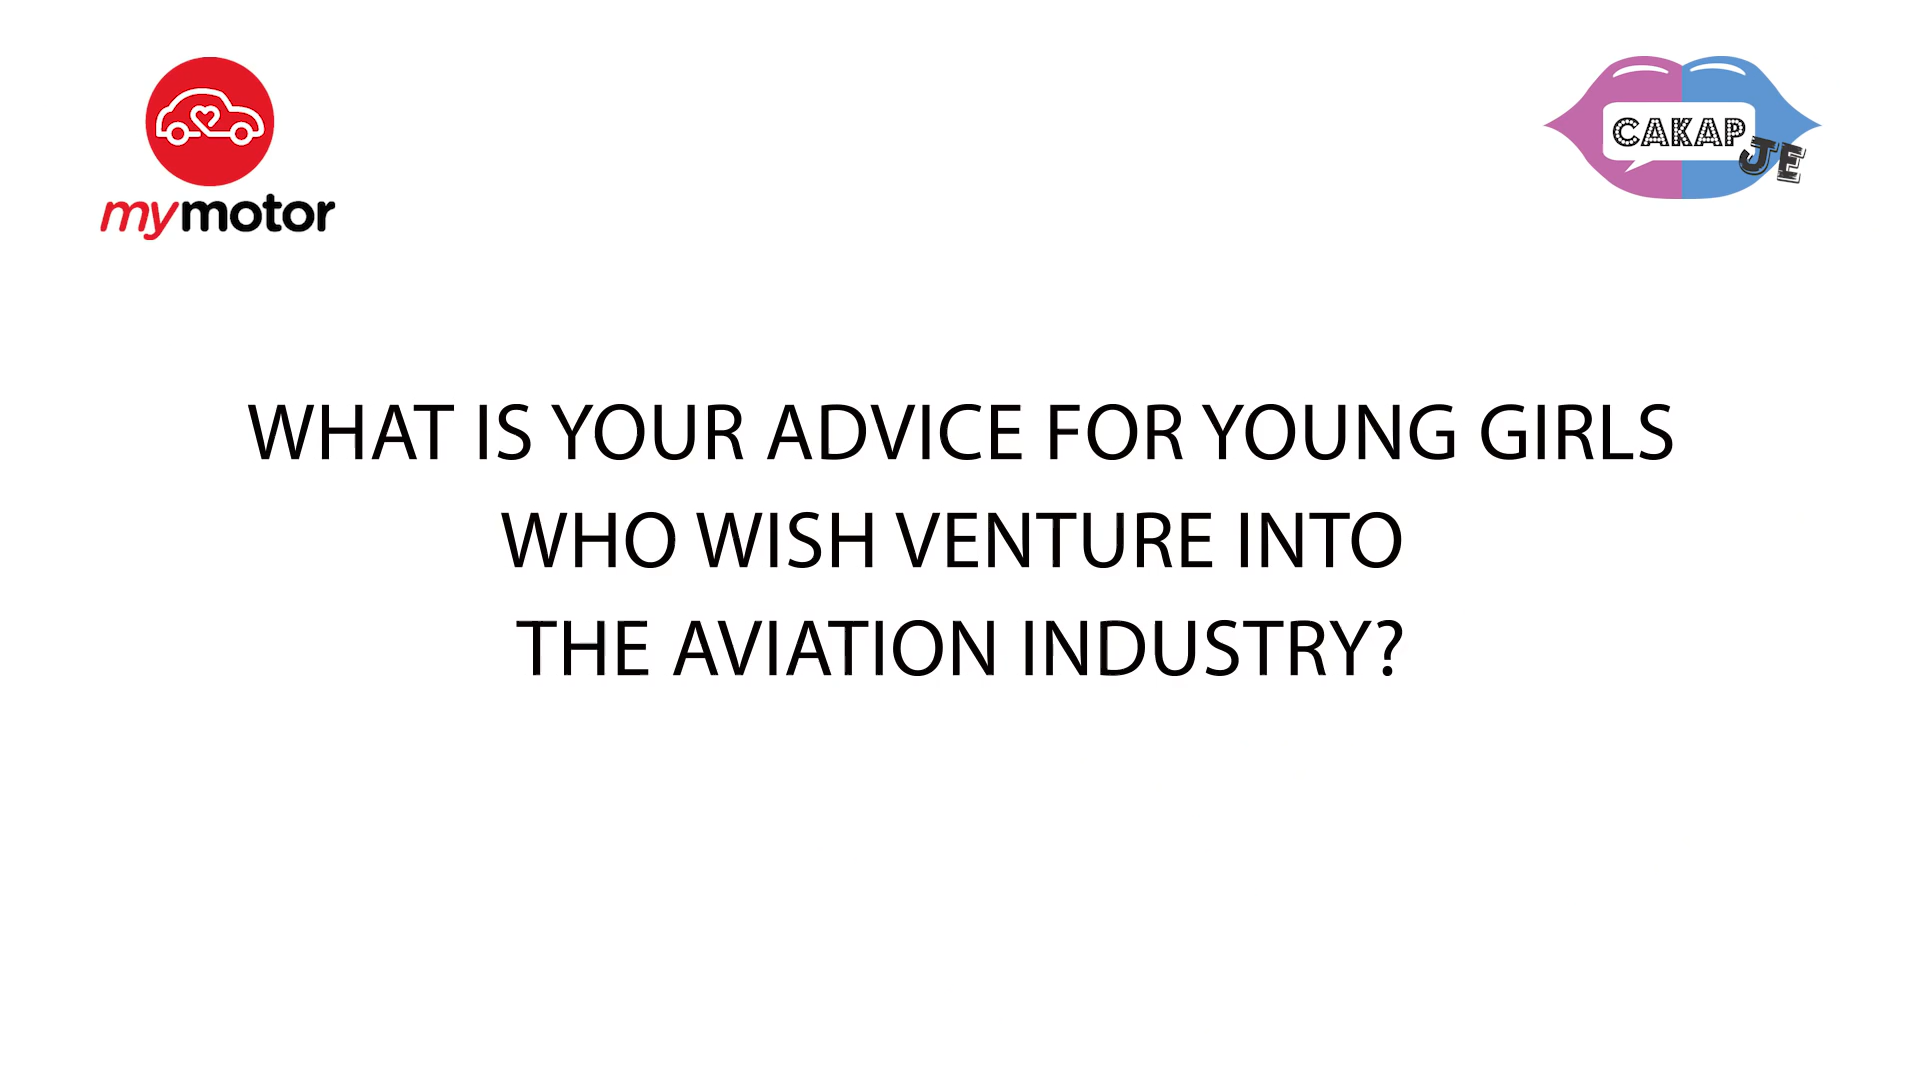 mymotor
CAKAP
JE
WHAT IS YOUR ADVICE FOR YOUNG GIRLS
WHO WISH VENTURE INTO
THE AVIATION INDUSTRY?